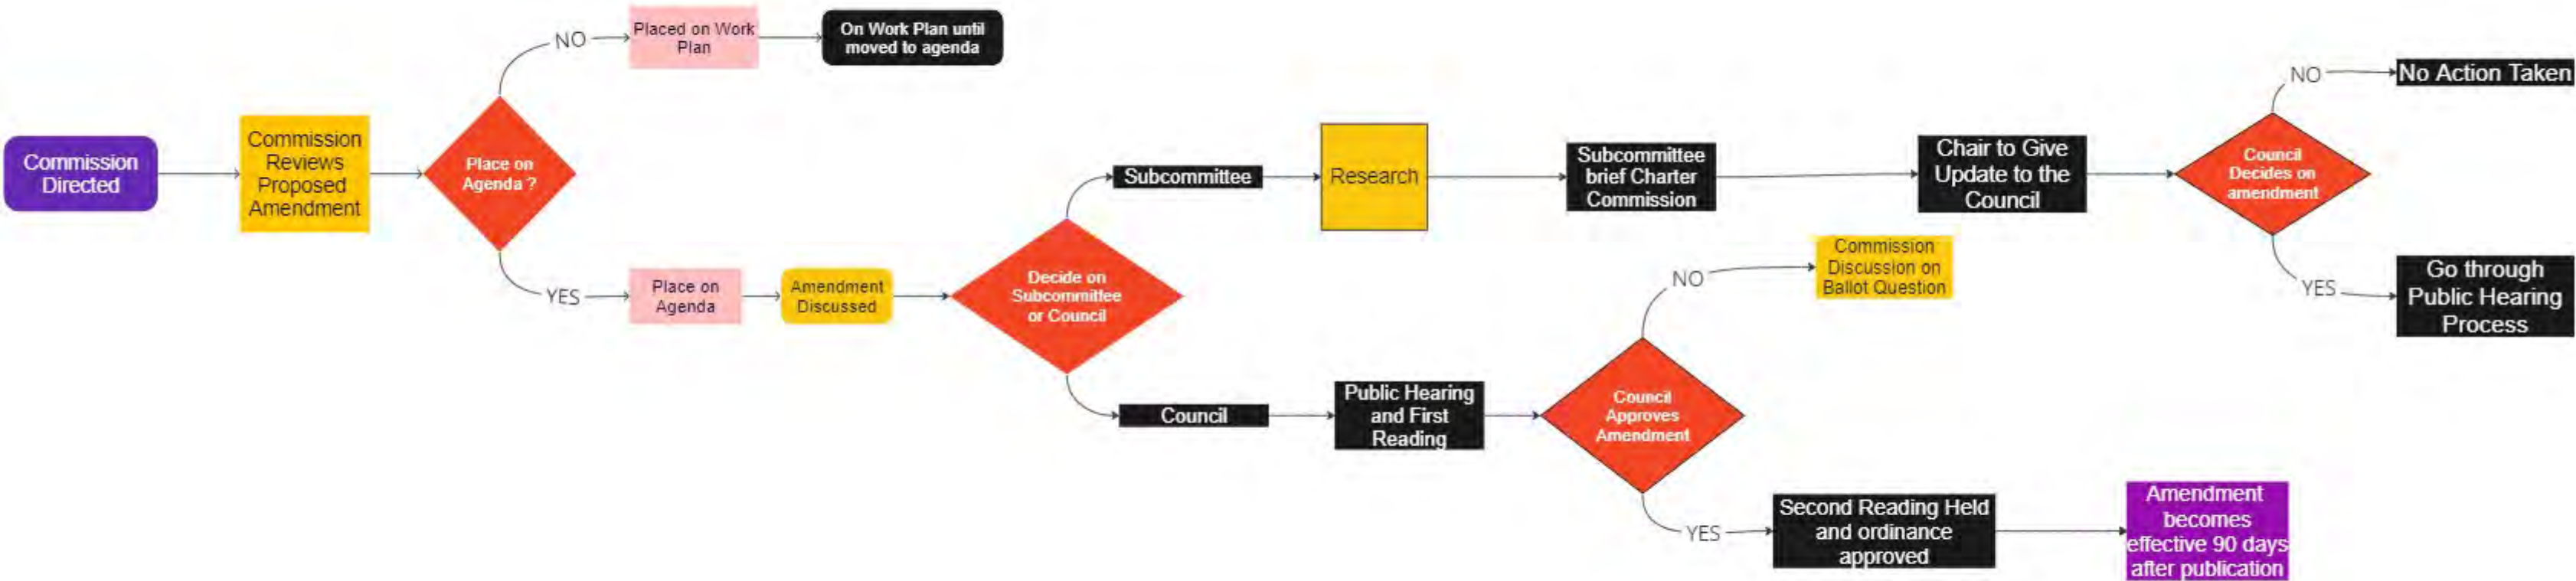 Commission
Directed
Commission
Reviews
Proposed
Amendment
Place on
Agenda ?
NO
Placed on Work
Plan
On Work Plan until
moved to agenda
YES
Place on
Agenda
Amendment
Discussed
Decide on
Subcommittee
or Council
Subcommittee
Research
Subcommittee
brief Charter
Commission
Chair to Give
Update to the
Council
Council
Decides on
amendment
NO
No Action Taken
YES
Go through
Public Hearing
Process
Council
Public Hearing
and First
Reading
Council
Approves
Amendment
NO
Commission
Discussion on
Ballot Question
YES
Second Reading Held
and ordinance
approved
Amendment
becomes
effective 90 days
after publication